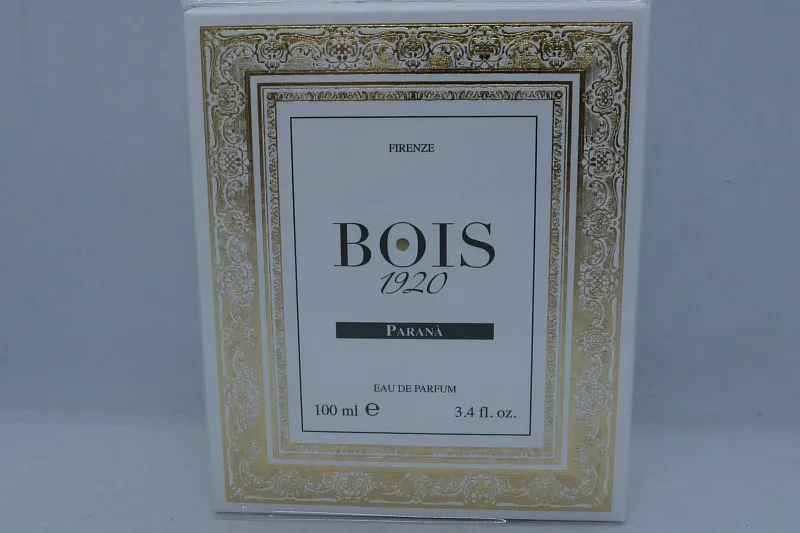 FIRENZE
BOIS
1920
PARANÀ
EAU DE PARFUM
100 ml ℮ 3.4 fl. oz.